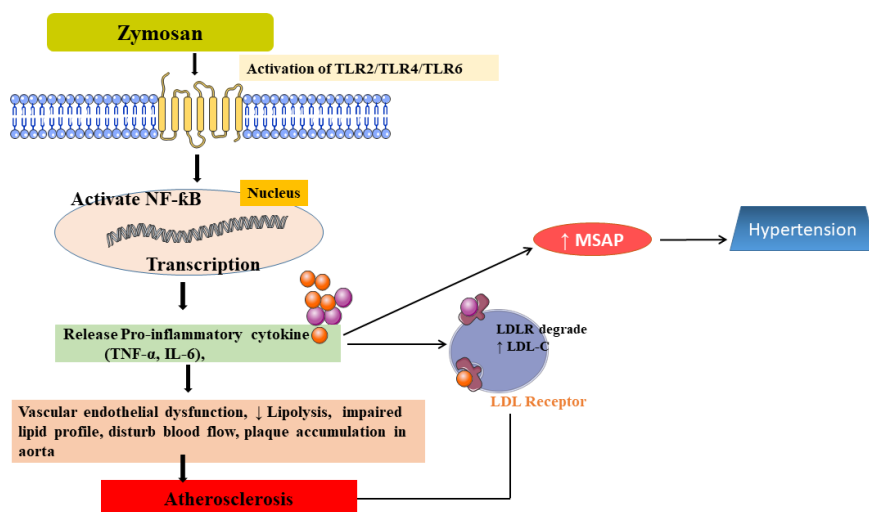 Zymosan
Activation of TLR2/TLR4/TLR6
Nucleus
Activate NF-ƙB
Transcription
↑ MSAP
Hypertension
Release Pro-inflammatory cytokine
(TNF-α, IL-6),
LDLR degrade
↑ LDL-C
LDL Receptor
Vascular endothelial dysfunction, ↓ Lipolysis, impaired
lipid profile, disturb blood flow, plaque accumulation in
aorta
Atherosclerosis